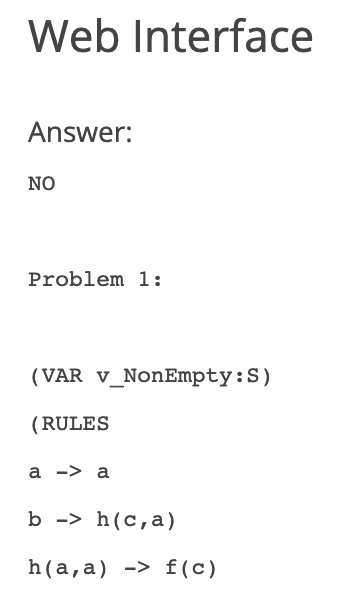 Web Interface
Answer:
NO
Problem 1:
(VAR v_NonEmpty:S)
(RULES
a -> a
b -> h(c,a)
h(a,a) -> f(c)